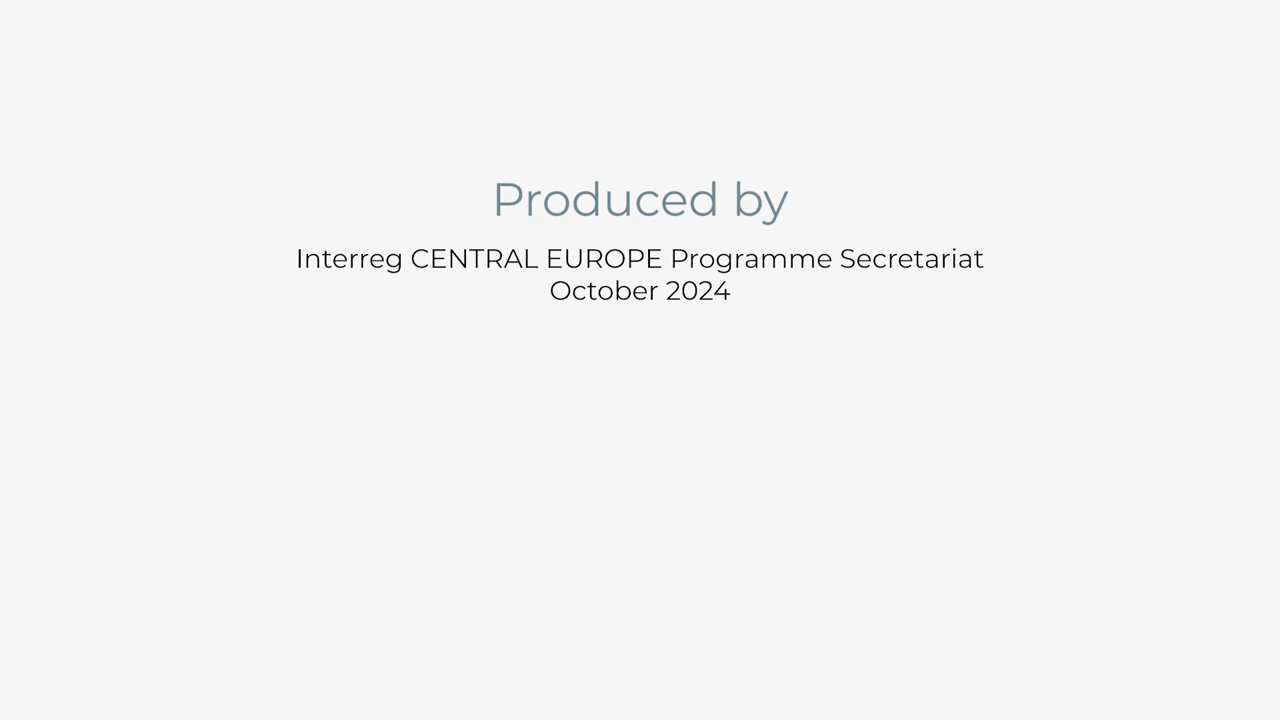 Produced by
Interreg CENTRAL EUROPE Programme Secretariat
October 2024